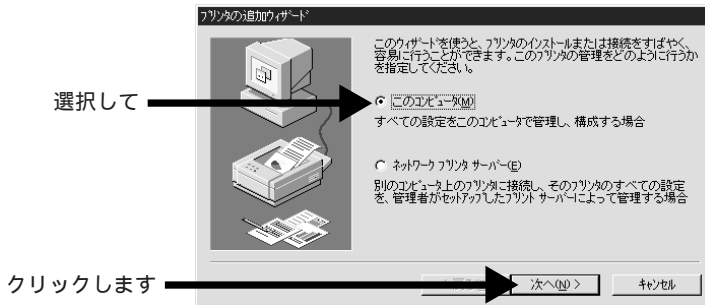 プリンタの追加ウィザード
このウィザードを使うと、プリンタのインストールまたは接続をすばやく、
容易に行うことができます。このプリンタの管理をどのように行うか
を指定してください。
選択して
このコンピュータ(M)
すべての設定をこのコンピュータで管理し、構成する場合
ネットワーク プリンタ サーバー(E)
別のコンピュータ上のプリンタに接続し、そのプリンタのすべての設定
を、管理者がセットアップしたプリント サーバーによって管理する場合
クリックします
次へ(N) >
キャンセル